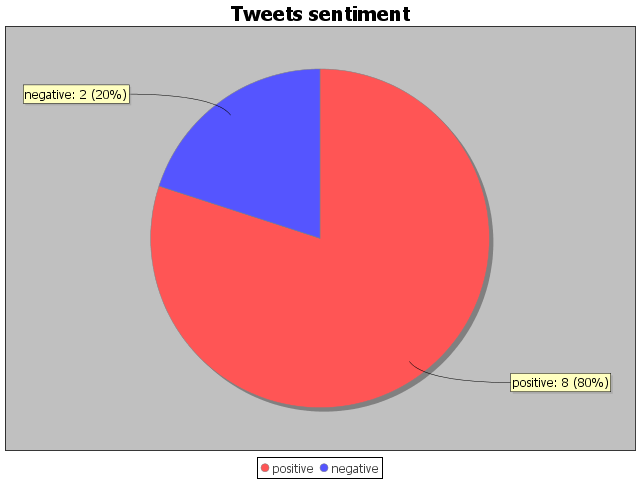 Tweets sentiment
negative: 2 (20%)
positive: 8 (80%)
positive negative